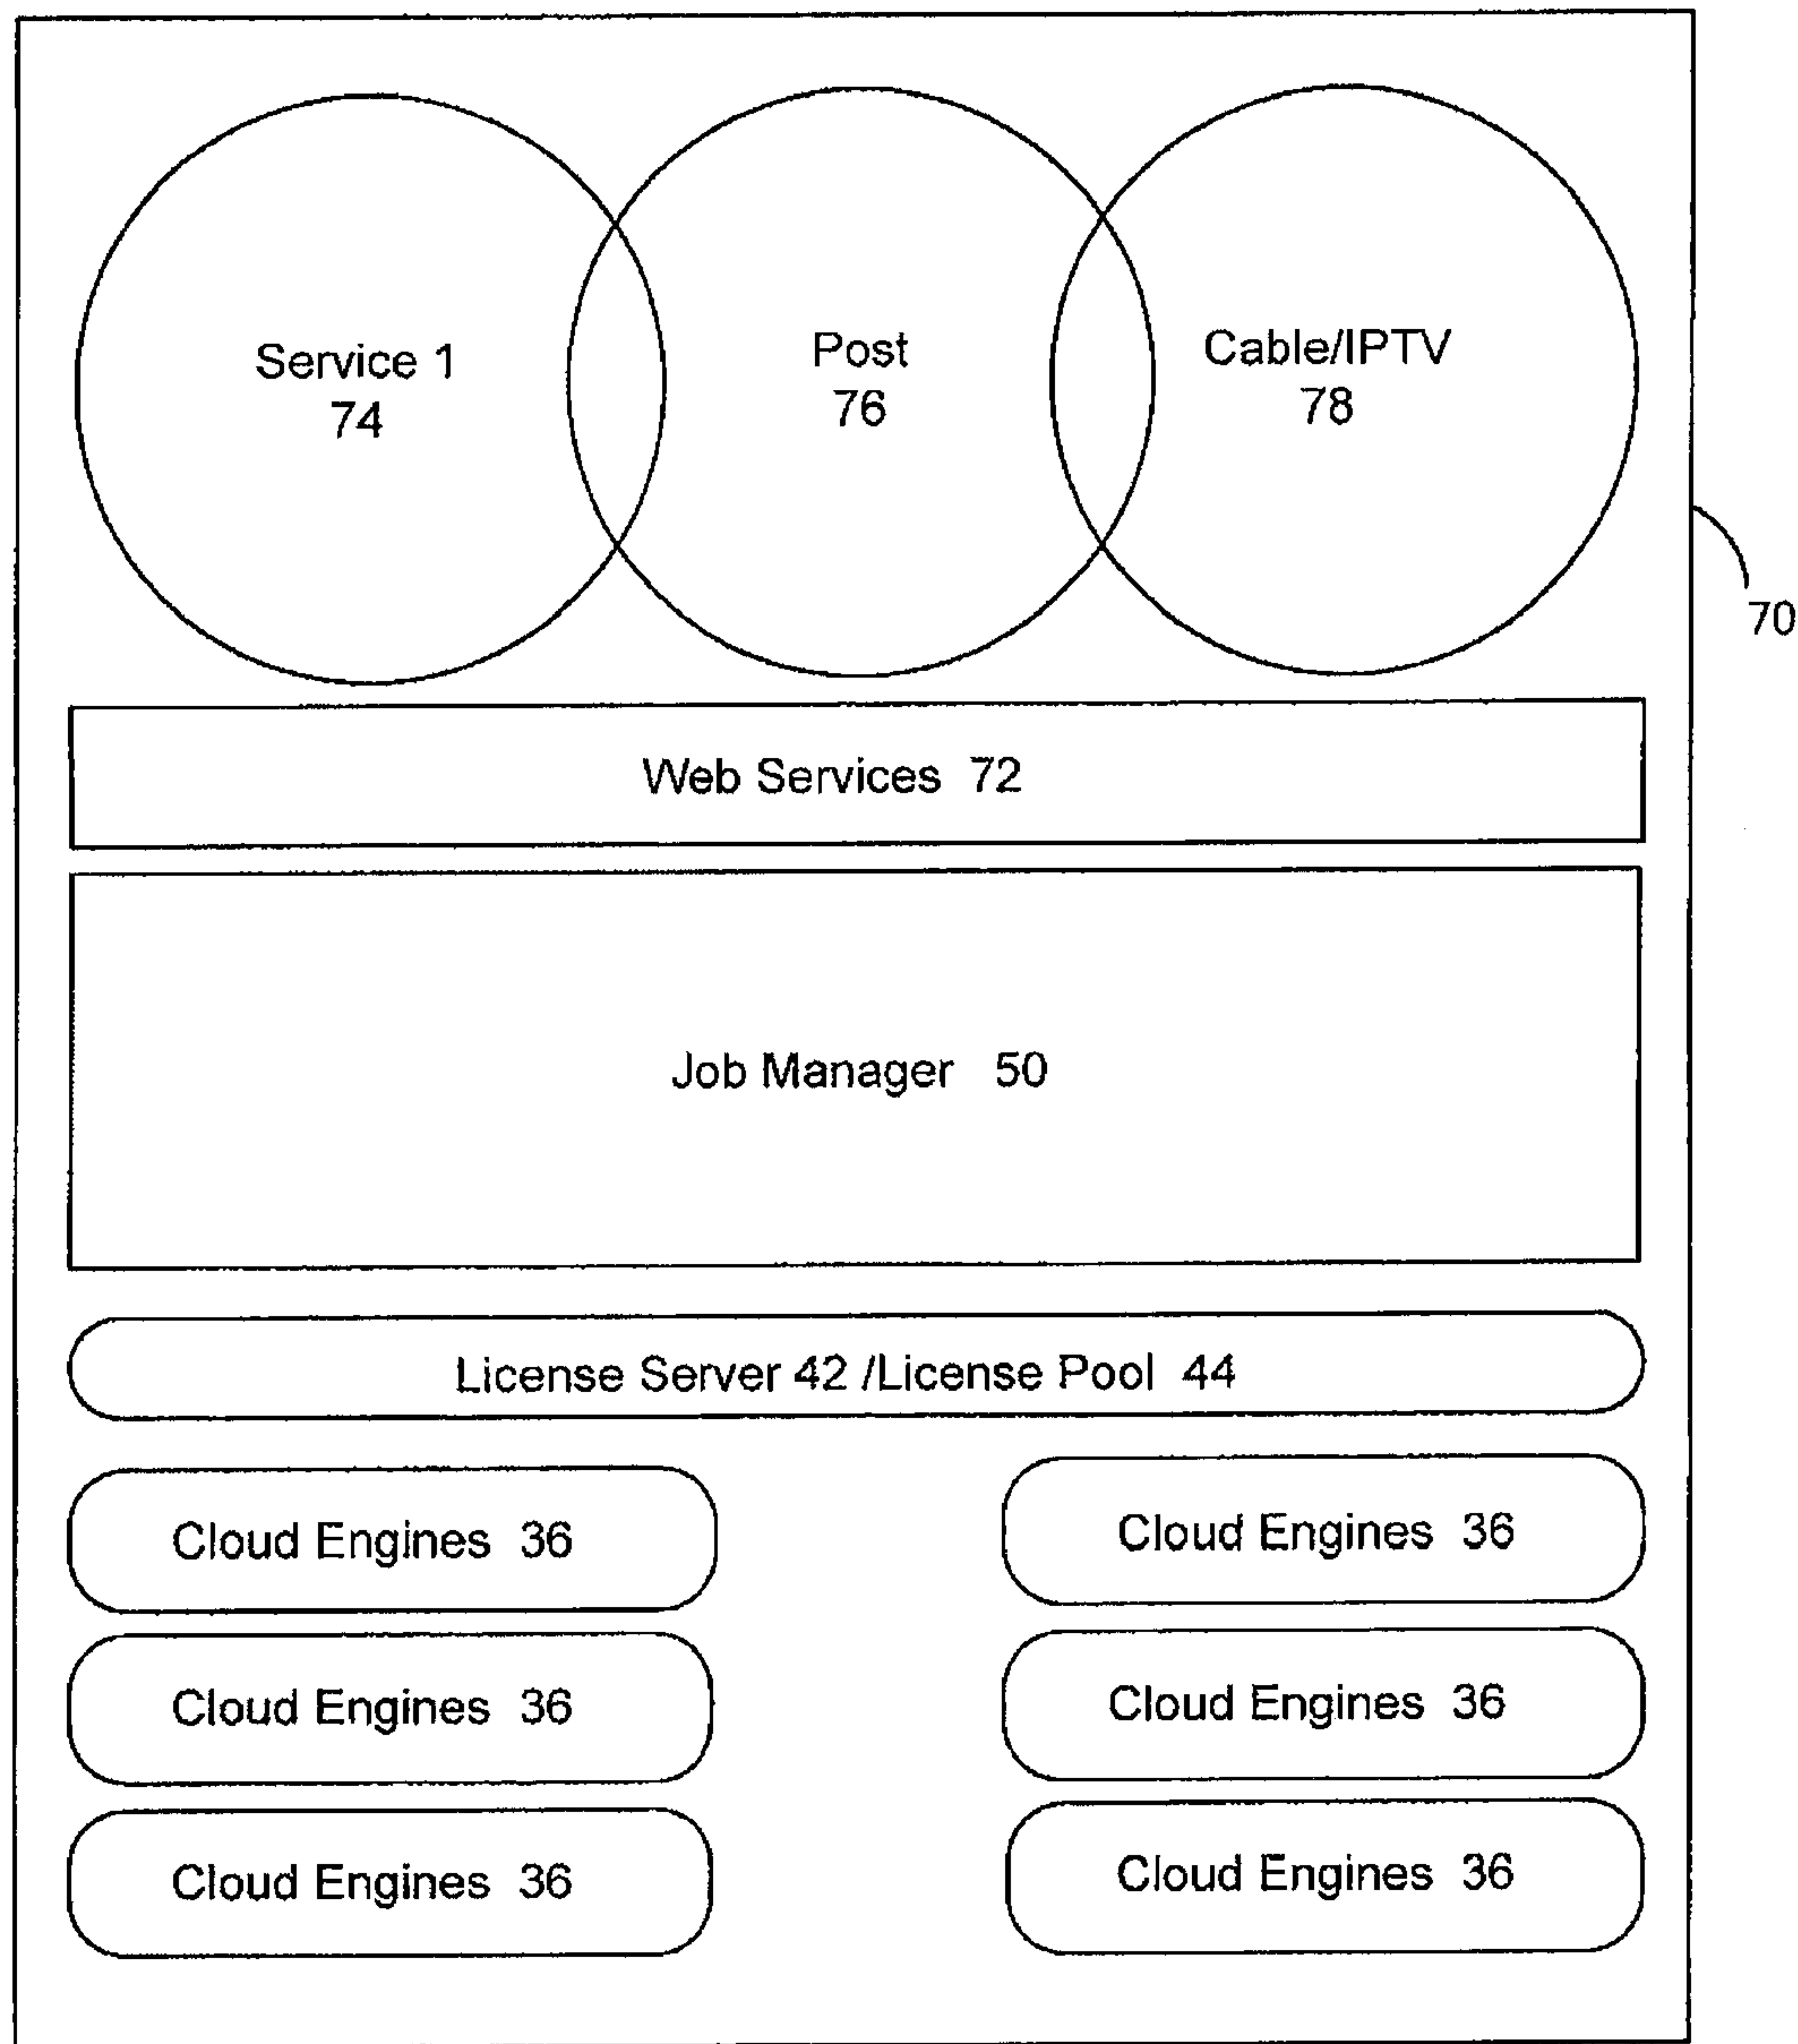 Service 1
74
Post
76
Cable/IPTV
78
70
Web Services 72
Job Manager 50
License Server 42 /License Pool 44
Cloud Engines 36
Cloud Engines 36
Cloud Engines 36
Cloud Engines 36
Cloud Engines 36
Cloud Engines 36